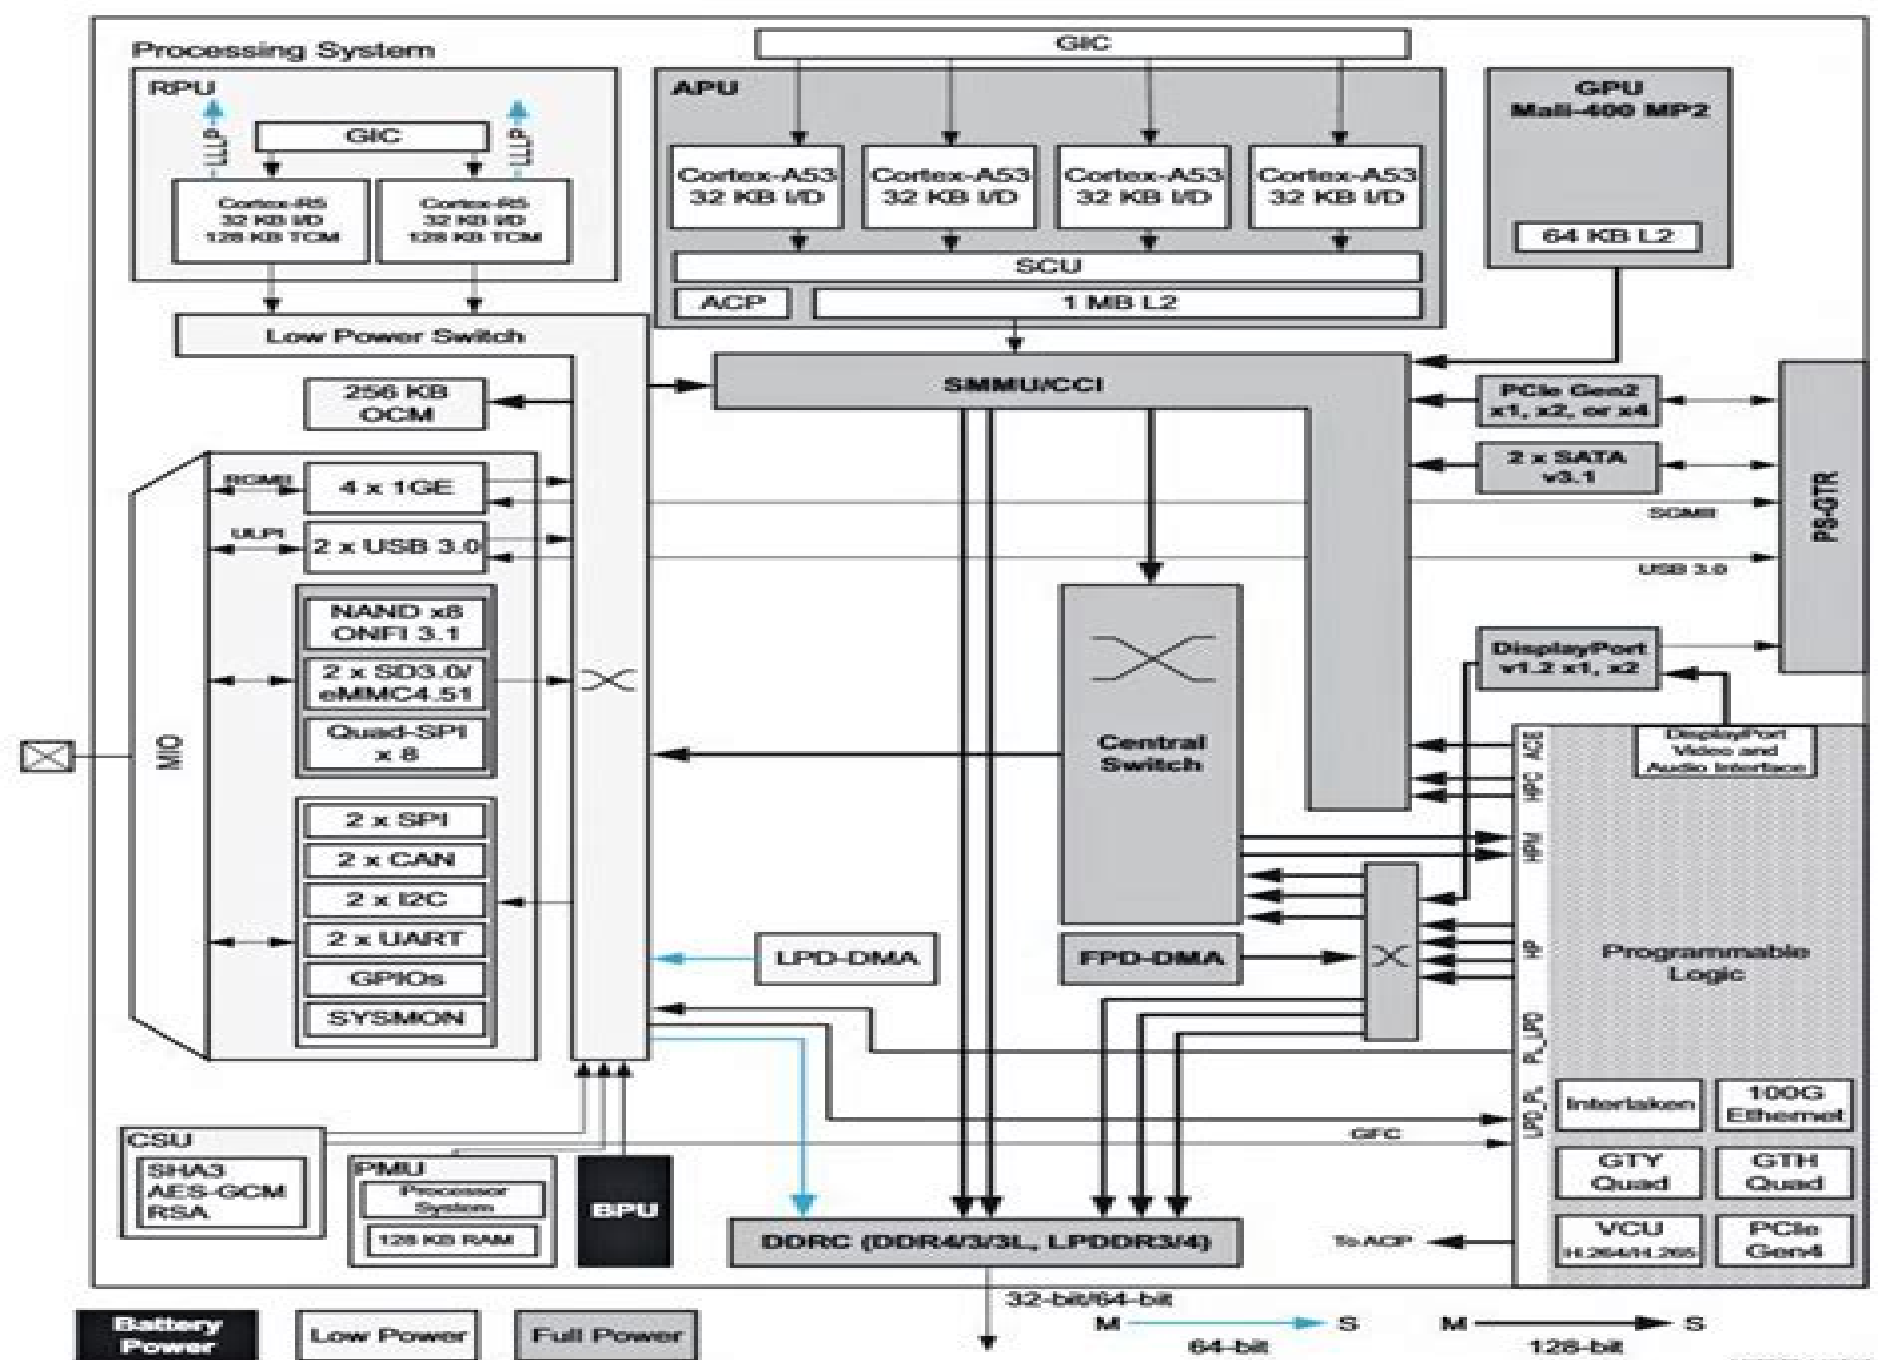 Processing System
RPU
LLLP
LLLP
GIC
Cortex-R5
32 KB I/D
128 KB TCM
Cortex-R5
32 KB I/D
128 KB TCM
GIC
APU
Cortex-A53
32 KB I/D
Cortex-A53
32 KB I/D
Cortex-A53
32 KB I/D
Cortex-A53
32 KB I/D
SCU
ACP
1 MB L2
GPU
Mali-400 MP2
64 KB L2
Low Power Switch
256 KB
OCM
SMMU/CCI
PCIe Gen2
x1, x2, or x4
2 x SATA
v3.1
PS-GTR
SGMII
USB 3.0
RGMII
4 x 1GE
ULPI
2 x USB 3.0
NAND x8
ONFI 3.1
2 x SD3.0/
eMMC4.51
Quad-SPI
x 8
MIO
2 x SPI
2 x CAN
2 x I2C
2 x UART
GPIOs
SYSMON
Central
Switch
DisplayPort
v1.2 x1, x2
DisplayPort
Video and
Audio Interface
ACE
HPC
HPM
HP
PL_LPD
LPD_PL
LPD-DMA
FPD-DMA
Programmable
Logic
Interlaken
100G
Ethernet
GTY
Quad
GTH
Quad
VCU
H.264/H.265
PCIe
Gen4
GFC
To ACP
CSU
SHA3
AES-GCM
RSA
PMU
Processor
System
128 KB RAM
BPU
DDRC (DDR4/3/3L, LPDDR3/4)
32-bit/64-bit
Battery
Power
Low Power
Full Power
M
S
64-bit
M
S
128-bit